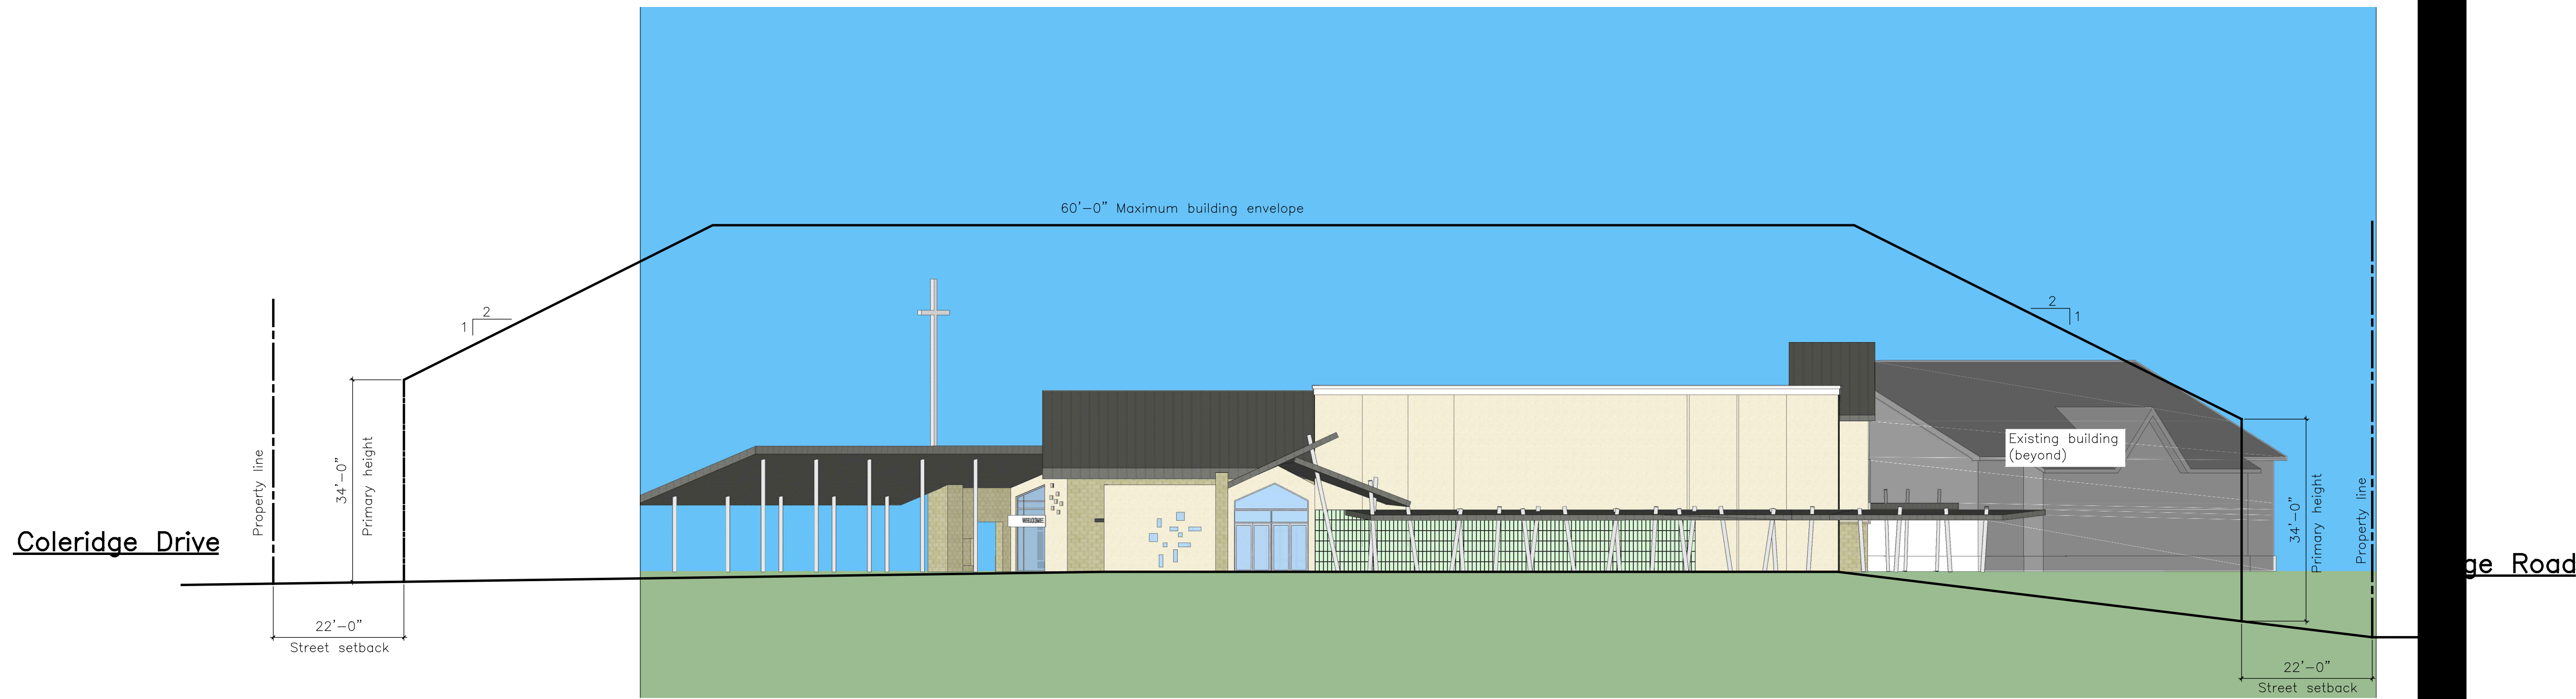 60'-0" Maximum building envelope
2
1
2
1
34'-0"
Primary height
Property line
Existing building
(beyond)
34'-0"
Primary height
Property line
Coleridge Drive
ge Road
22'-0"
Street setback
22'-0"
Street setback